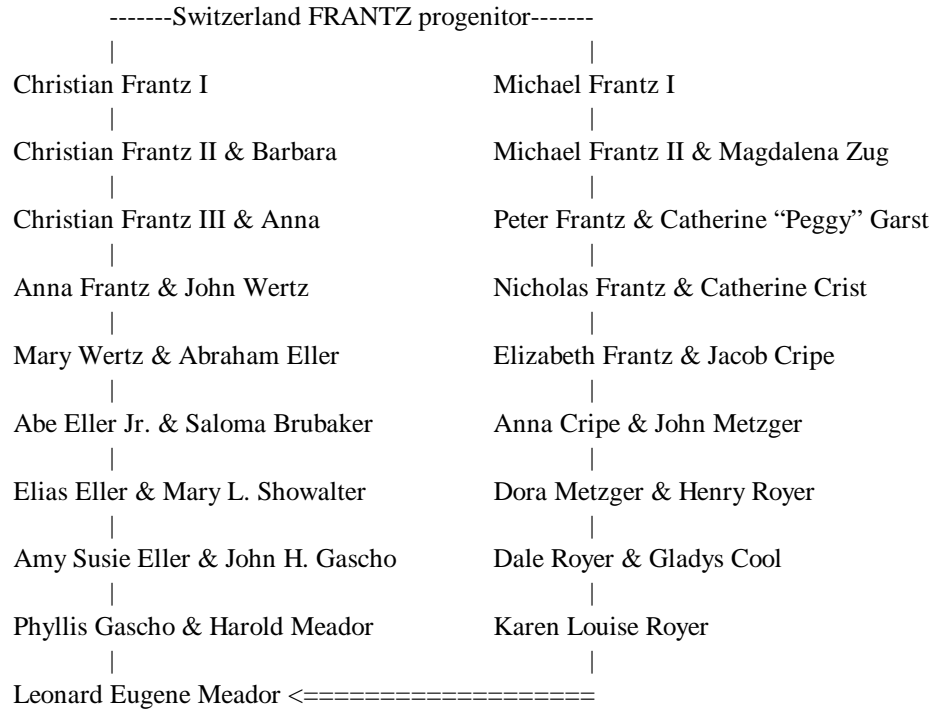 -------Switzerland FRANTZ progenitor-------
| |
Christian Frantz I Michael Frantz I
| |
Christian Frantz II & Barbara Michael Frantz II & Magdalena Zug
| |
Christian Frantz III & Anna Peter Frantz & Catherine “Peggy” Garst
| |
Anna Frantz & John Wertz Nicholas Frantz & Catherine Crist
| |
Mary Wertz & Abraham Eller Elizabeth Frantz & Jacob Cripe
| |
Abe Eller Jr. & Saloma Brubaker Anna Cripe & John Metzger
| |
Elias Eller & Mary L. Showalter Dora Metzger & Henry Royer
| |
Amy Susie Eller & John H. Gascho Dale Royer & Gladys Cool
| |
Phyllis Gascho & Harold Meador Karen Louise Royer
| |
Leonard Eugene Meador <====================